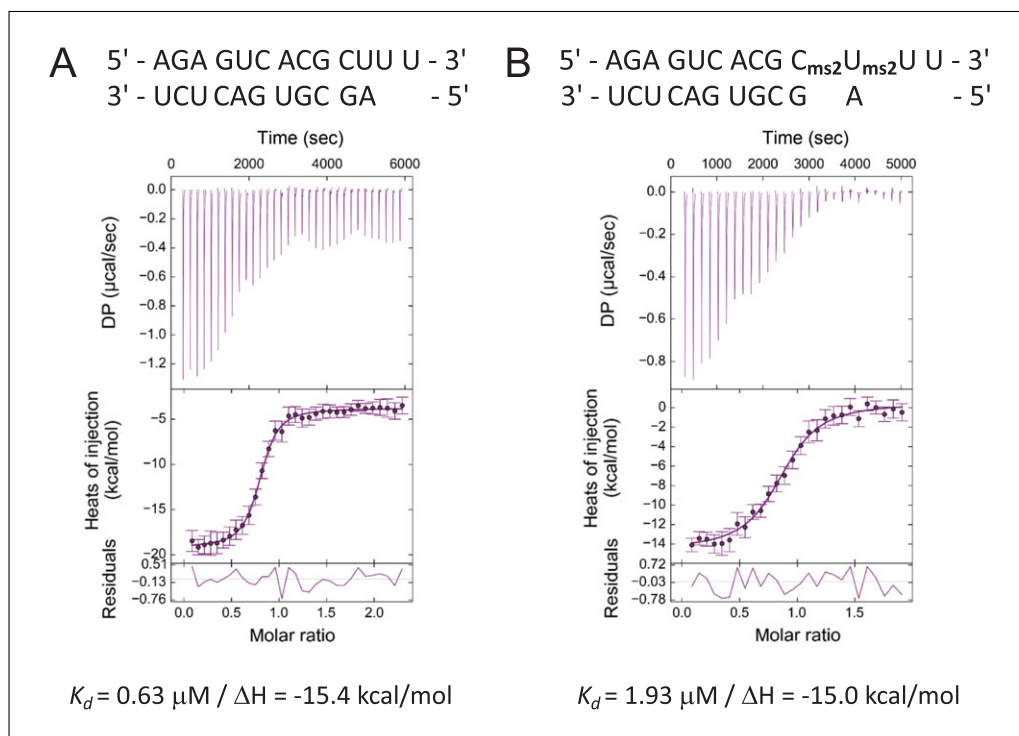 A
5' - AGA GUC ACG CUUU U - 3'
3' - UCU CAG UGC GA - 5'
Time (sec)
0 2000 4000 6000
0.0
−0.2
−0.4
−0.6
−0.8
−1.0
−1.2
DP (µcal/sec)
−5
−10
−15
−20
Heats of injection
(kcal/mol)
0.51
−0.13
−0.76
Residuals
0.0 0.5 1.0 1.5 2.0
Molar ratio
Kd = 0.63 µM / ΔH = -15.4 kcal/mol
B
5' - AGA GUC ACG Cms2Ums2UU U - 3'
3' - UCU CAG UGC G A - 5'
Time (sec)
0 1000 2000 3000 4000 5000
0.0
−0.2
−0.4
−0.6
−0.8
DP (µcal/sec)
0
−2
−4
−6
−8
−10
−12
−14
Heats of injection
(kcal/mol)
0.72
−0.03
−0.78
Residuals
0.0 0.5 1.0 1.5
Molar ratio
Kd = 1.93 µM / ΔH = -15.0 kcal/mol